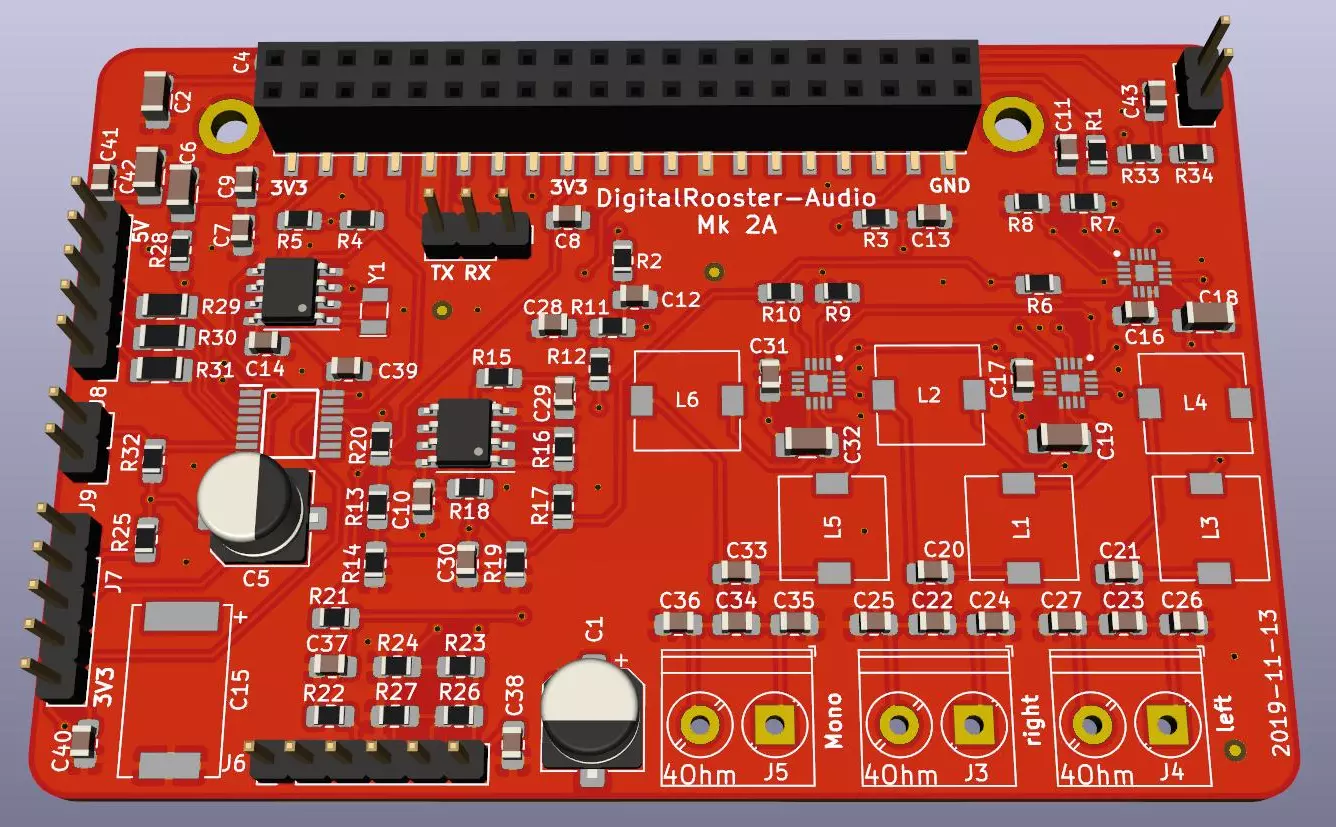 C4
C2
C43
C11
R1
C41
C42
C6
C9
3V3
3V3
GND
R33
R34
DigitalRooster-Audio
Mk 2A
5V
R28
C7
R5
R4
C8
R3
C13
R8
R7
TX RX
R2
Y1
R29
C28
R11
C12
R10
R9
R6
C18
C16
R30
C14
R31
C39
R15
R12
C31
J8
C29
L6
L2
C17
L4
R32
R20
R16
C32
C19
J9
R25
R13
C10
R18
R17
L5
L1
L3
C5
R14
C30
R19
C33
C20
C21
J7
R21
C36
C34
C35
C25
C22
C24
C27
C23
C26
+
C1
+
C37
R24
R23
3V3
C15
R22
R27
R26
C38
Mono
right
left
2019-11-13
C40
J6
4Ohm
J5
4Ohm
J3
4Ohm
J4